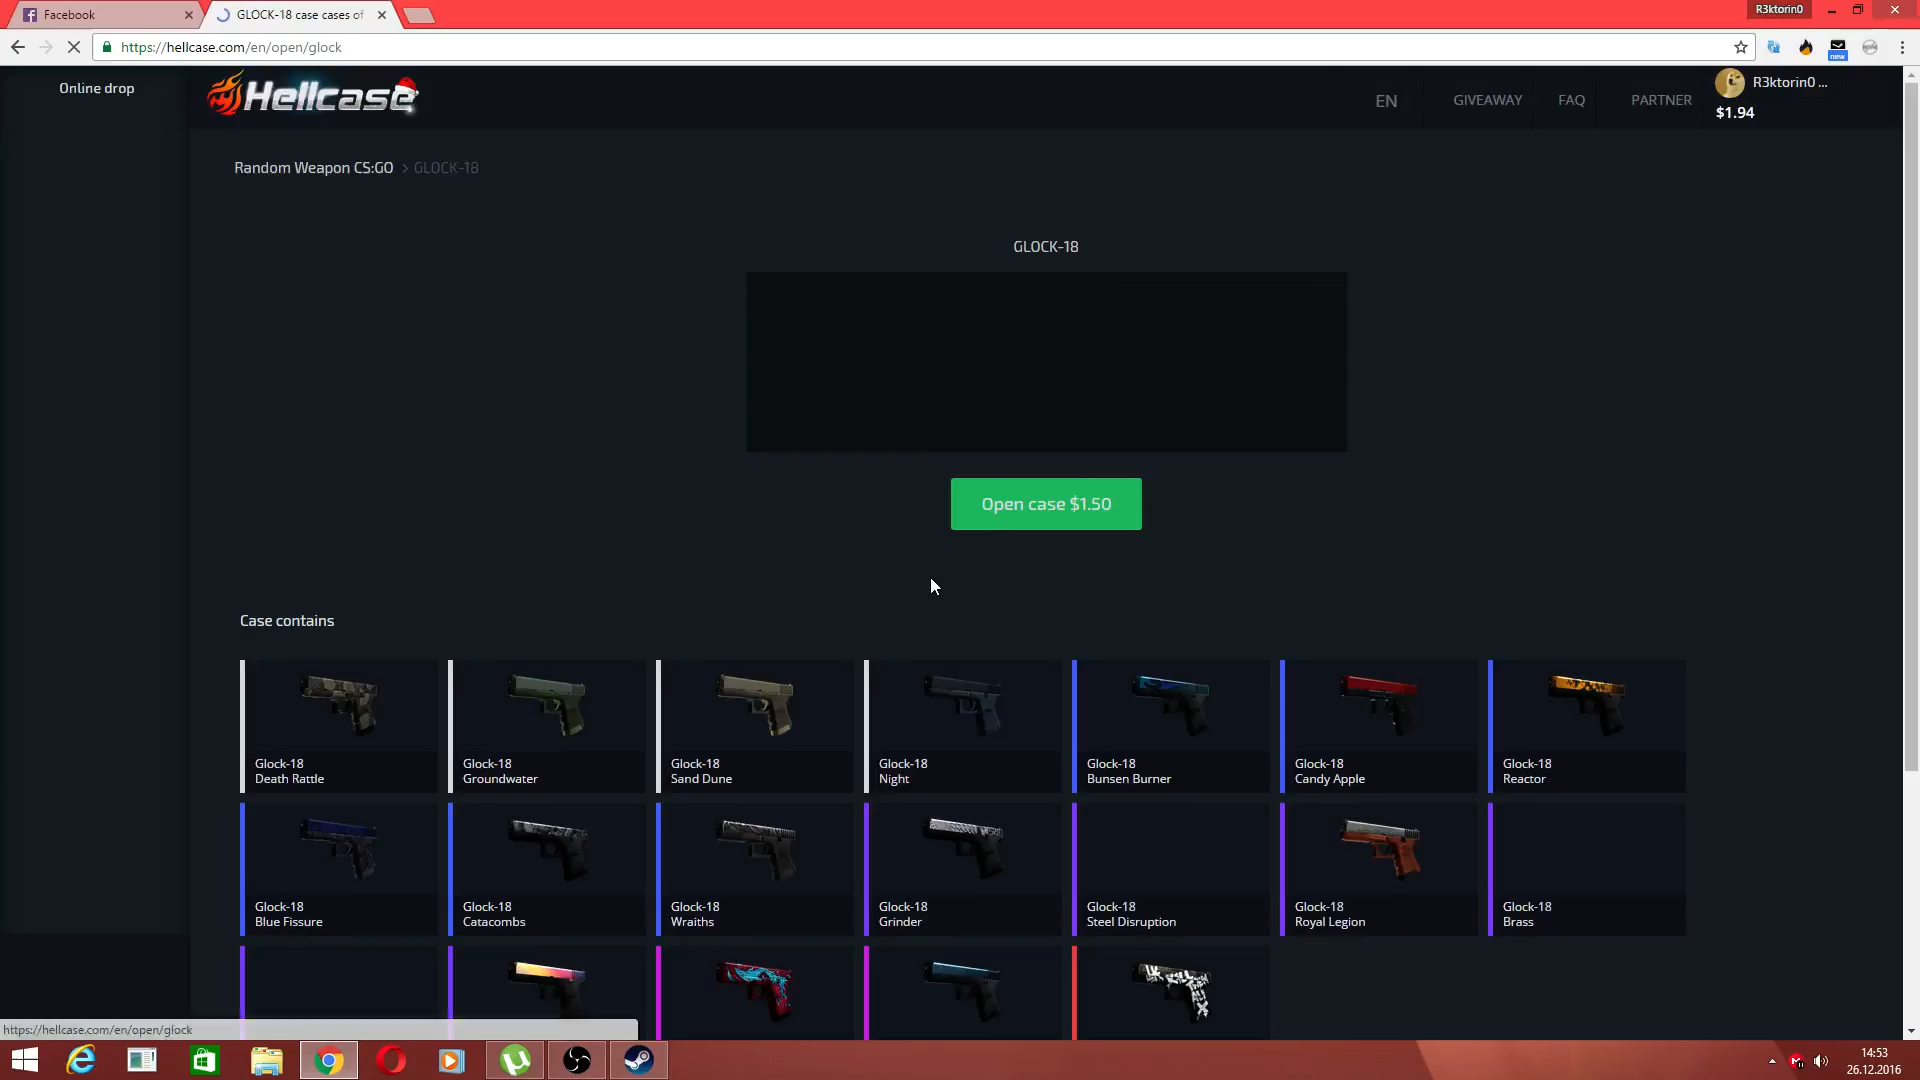 Facebook
GLOCK-18 case cases of
R3ktorin0
https://hellcase.com/en/open/glock
new
Online drop
Hellcase
EN
GIVEAWAY
FAQ
PARTNER
R3ktorin0 ...
$1.94
Random Weapon CS:GO > GLOCK-18
GLOCK-18
Open case $1.50
Case contains
Glock-18
Death Rattle
Glock-18
Groundwater
Glock-18
Sand Dune
Glock-18
Night
Glock-18
Bunsen Burner
Glock-18
Candy Apple
Glock-18
Reactor
Glock-18
Blue Fissure
Glock-18
Catacombs
Glock-18
Wraiths
Glock-18
Grinder
Glock-18
Steel Disruption
Glock-18
Royal Legion
Glock-18
Brass
https://hellcase.com/en/open/glock
14:53
26.12.2016